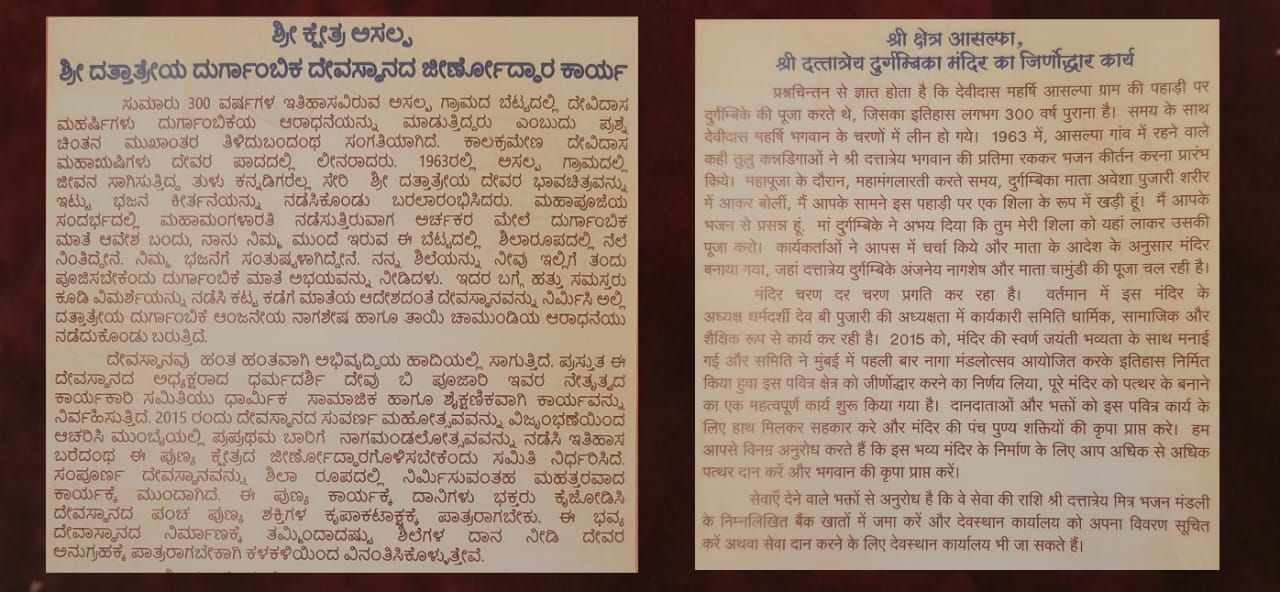 ಶ್ರೀ ಕ್ಷೇತ್ರ ಅಸಲ್ಫ
ಶ್ರೀ ದತ್ತಾತ್ರೇಯ ದುರ್ಗಾಂಬಿಕ ದೇವಸ್ಥಾನದ ಜೀರ್ಣೋದ್ಧಾರ ಕಾರ್ಯ
ಸುಮಾರು 300 ವರ್ಷಗಳ ಇತಿಹಾಸವಿರುವ ಅಸಲ್ಫ ಗ್ರಾಮದ ಬೆಟ್ಟದಲ್ಲಿ ದೇವಿದಾಸ
ಮಹರ್ಷಿಗಳು ದುರ್ಗಾಂಬಿಕೆಯ ಆರಾಧನೆಯನ್ನು ಮಾಡುತ್ತಿದ್ದರು ಎಂಬುದು ಪ್ರಶ್ನೆ
ಚಿಂತನ ಮುಖಾಂತರ ತಿಳಿದುಬಂದಂಥ ಸಂಗತಿಯಾಗಿದೆ. ಕಾಲಕ್ರಮೇಣ ದೇವಿದಾಸ
ಮಹಾಋಷಿಗಳು ದೇವರ ಪಾದದಲ್ಲಿ ಲೀನರಾದರು. 1963ರಲ್ಲಿ ಅಸಲ್ಫ ಗ್ರಾಮದಲ್ಲಿ
ಜೀವನ ಸಾಗಿಸುತ್ತಿದ್ದ ತುಳು ಕನ್ನಡಿಗರೆಲ್ಲ ಸೇರಿ ಶ್ರೀ ದತ್ತಾತ್ರೇಯ ದೇವರ ಭಾವಚಿತ್ರವನ್ನು
ಇಟ್ಟು ಭಜನೆ ಕೀರ್ತನೆಯನ್ನು ನಡೆಸಿಕೊಂಡು ಬರಲಾರಂಭಿಸಿದರು. ಮಹಾಪೂಜೆಯ
ಸಂದರ್ಭದಲ್ಲಿ ಮಹಾಮಂಗಳಾರತಿ ನಡೆಸುತ್ತಿರುವಾಗ ಅರ್ಚಕರ ಮೇಲೆ ದುರ್ಗಾಂಬಿಕ
ಮಾತೆ ಆವೇಶ ಬಂದು, ನಾನು ನಿಮ್ಮ ಮುಂದೆ ಇರುವ ಈ ಬೆಟ್ಟದಲ್ಲಿ ಶಿಲಾರೂಪದಲ್ಲಿ ನೆಲೆ
ನಿಂತಿದ್ದೇನೆ. ನಿಮ್ಮ ಭಜನೆಗೆ ಸಂತುಷ್ಟಳಾಗಿದ್ದೇನೆ. ನನ್ನ ಶಿಲೆಯನ್ನು ನೀವು ಇಲ್ಲಿಗೆ ತಂದು
ಪೂಜಿಸಬೇಕೆಂದು ದುರ್ಗಾಂಬಿಕೆ ಮಾತೆ ಅಭಯವನ್ನು ನೀಡಿದಳು. ಇದರ ಬಗ್ಗೆ ಹತ್ತು ಸಮಸ್ತರು
ಕೂಡಿ ವಿಮರ್ಶೆಯನ್ನು ನಡೆಸಿ ಕಟ್ಟ ಕಡೆಗೆ ಮಾತೆಯ ಆದೇಶದಂತೆ ದೇವಸ್ಥಾನವನ್ನು ನಿರ್ಮಿಸಿ ಅಲ್ಲಿ
ದತ್ತಾತ್ರೇಯ ದುರ್ಗಾಂಬಿಕೆ ಆಂಜನೇಯ ನಾಗಶೇಷ ಹಾಗೂ ತಾಯಿ ಚಾಮುಂಡಿಯ ಆರಾಧನೆಯು
ನಡೆದುಕೊಂಡು ಬರುತ್ತಿದೆ.
ದೇವಸ್ಥಾನವು ಹಂತ ಹಂತವಾಗಿ ಅಭಿವೃದ್ಧಿಯ ಹಾದಿಯಲ್ಲಿ ಸಾಗುತ್ತಿದೆ. ಪ್ರಸ್ತುತ ಈ
ದೇವಸ್ಥಾನದ ಅಧ್ಯಕ್ಷರಾದ ಧರ್ಮದರ್ಶಿ ದೇವು ಬಿ ಪೂಜಾರಿ ಇವರ ನೇತೃತ್ವದ
ಕಾರ್ಯಕಾರಿ ಸಮಿತಿಯು ಧಾರ್ಮಿಕ ಸಾಮಾಜಿಕ ಹಾಗೂ ಶೈಕ್ಷಣಿಕವಾಗಿ ಕಾರ್ಯವನ್ನು
ನಿರ್ವಹಿಸುತ್ತಿದೆ. 2015 ರಂದು ದೇವಸ್ಥಾನದ ಸುವರ್ಣ ಮಹೋತ್ಸವವನ್ನು ವಿಜೃಂಭಣೆಯಿಂದ
ಆಚರಿಸಿ ಮುಂಬೈಯಲ್ಲಿ ಪ್ರಪ್ರಥಮ ಬಾರಿಗೆ ನಾಗಮಂಡಲೋತ್ಸವವನ್ನು ನಡೆಸಿ ಇತಿಹಾಸ
ಬರೆದಂಥ ಈ ಪುಣ್ಯ ಕ್ಷೇತ್ರದ ಜೀರ್ಣೋದ್ಧಾರಗೊಳಿಸಬೇಕೆಂದು ಸಮಿತಿ ನಿರ್ಧರಿಸಿದೆ.
ಸಂಪೂರ್ಣ ದೇವಸ್ಥಾನವನ್ನು ಶಿಲಾ ರೂಪದಲ್ಲಿ ನಿರ್ಮಿಸುವಂತಹ ಮಹತ್ತರವಾದ
ಕಾರ್ಯಕ್ಕೆ ಮುಂದಾಗಿದೆ. ಈ ಪುಣ್ಯ ಕಾರ್ಯಕ್ಕೆ ದಾನಿಗಳು ಭಕ್ತರು ಕೈಜೋಡಿಸಿ
ದೇವಸ್ಥಾನದ ಪಂಚ ಪುಣ್ಯ ಶಕ್ತಿಗಳ ಕೃಪಾಕಟಾಕ್ಷಕ್ಕೆ ಪಾತ್ರರಾಗಬೇಕು. ಈ ಭವ್ಯ
ದೇವಾಸ್ಥಾನದ ನಿರ್ಮಾಣಕ್ಕೆ ತಮ್ಮಿಂದಾದಷ್ಟು ಶಿಲೆಗಳ ದಾನ ನೀಡಿ ದೇವರ
ಅನುಗ್ರಹಕ್ಕೆ ಪಾತ್ರರಾಗಬೇಕಾಗಿ ಕಳಕಳಿಯಿಂದ ವಿನಂತಿಸಿಕೊಳ್ಳುತ್ತೇವೆ.
श्री क्षेत्र आसल्फा,
श्री दत्तात्रेय दुर्गम्बिका मंदिर का जिर्णोद्धार कार्य
प्रश्नचिन्तन से ज्ञात होता है कि देवीदास महर्षि आसल्फा ग्राम की पहाड़ी पर
दुर्गम्बिके की पूजा करते थे, जिसका इतिहास लगभग 300 वर्ष पुराना है। समय के साथ
देवीदास महर्षि भगवान के चरणों में लीन हो गये। 1963 में, आसल्फा गांव में रहने वाले
कही तुलु कन्नडिगाओं ने श्री दत्तात्रेय भगवान की प्रतिमा रककर भजन कीर्तन करना प्रारंभ
किये। महापूजा के दौरान, महामंगलारती करते समय, दुर्गम्बिका माता अवेशा पुजारी शरीर
में आकर बोलीं, मैं आपके सामने इस पहाड़ी पर एक शिला के रूप में खड़ी हूं। मैं आपके
भजन से प्रसन्न हूं. मां दुर्गम्बिके ने अभय दिया कि तुम मेरी शिला को यहां लाकर उसकी
पूजा करो। कार्यकर्ताओं ने आपस में चर्चा किये और माता के आदेश के अनुसार मंदिर
बनाया गया, जहां दत्तात्रेय दुर्गम्बिके अंजनेय नागशेष और माता चामुंडी की पूजा चल रही है।
मंदिर चरण दर चरण प्रगति कर रहा है। वर्तमान में इस मंदिर के
अध्यक्ष धर्मदर्शी देव बी पुजारी की अध्यक्षता में कार्यकारी समिति धार्मिक, सामाजिक और
शैक्षिक रूप से कार्य कर रही है। 2015 को, मंदिर की स्वर्ण जयंती भव्यता के साथ मनाई
गई और समिति ने मुंबई में पहली बार नागा मंडलोत्सव आयोजित करके इतिहास निर्मित
किया हुवा इस पवित्र क्षेत्र को जीर्णोद्धार करने का निर्णय लिया, पूरे मंदिर को पत्थर के बनाने
का एक महत्वपूर्ण कार्य शुरू किया गया है। दानदाताओं और भक्तों को इस पवित्र कार्य के
लिए हाथ मिलकर सहकार करे और मंदिर की पंच पुण्य शक्तियों की कृपा प्राप्त करे। हम
आपसे विनम्र अनुरोध करते हैं कि इस भव्य मंदिर के निर्माण के लिए आप अधिक से अधिक
पत्थर दान करें और भगवान की कृपा प्राप्त करें।
सेवाएँ देने वाले भक्तों से अनुरोध है कि वे सेवा की राशि श्री दत्तात्रेय मित्र भजन मंडली
के निम्नलिखित बैंक खातों में जमा करें और देवस्थान कार्यालय को अपना विवरण सूचित
करें अथवा सेवा दान करने के लिए देवस्थान कार्यालय भी जा सकते हैं।